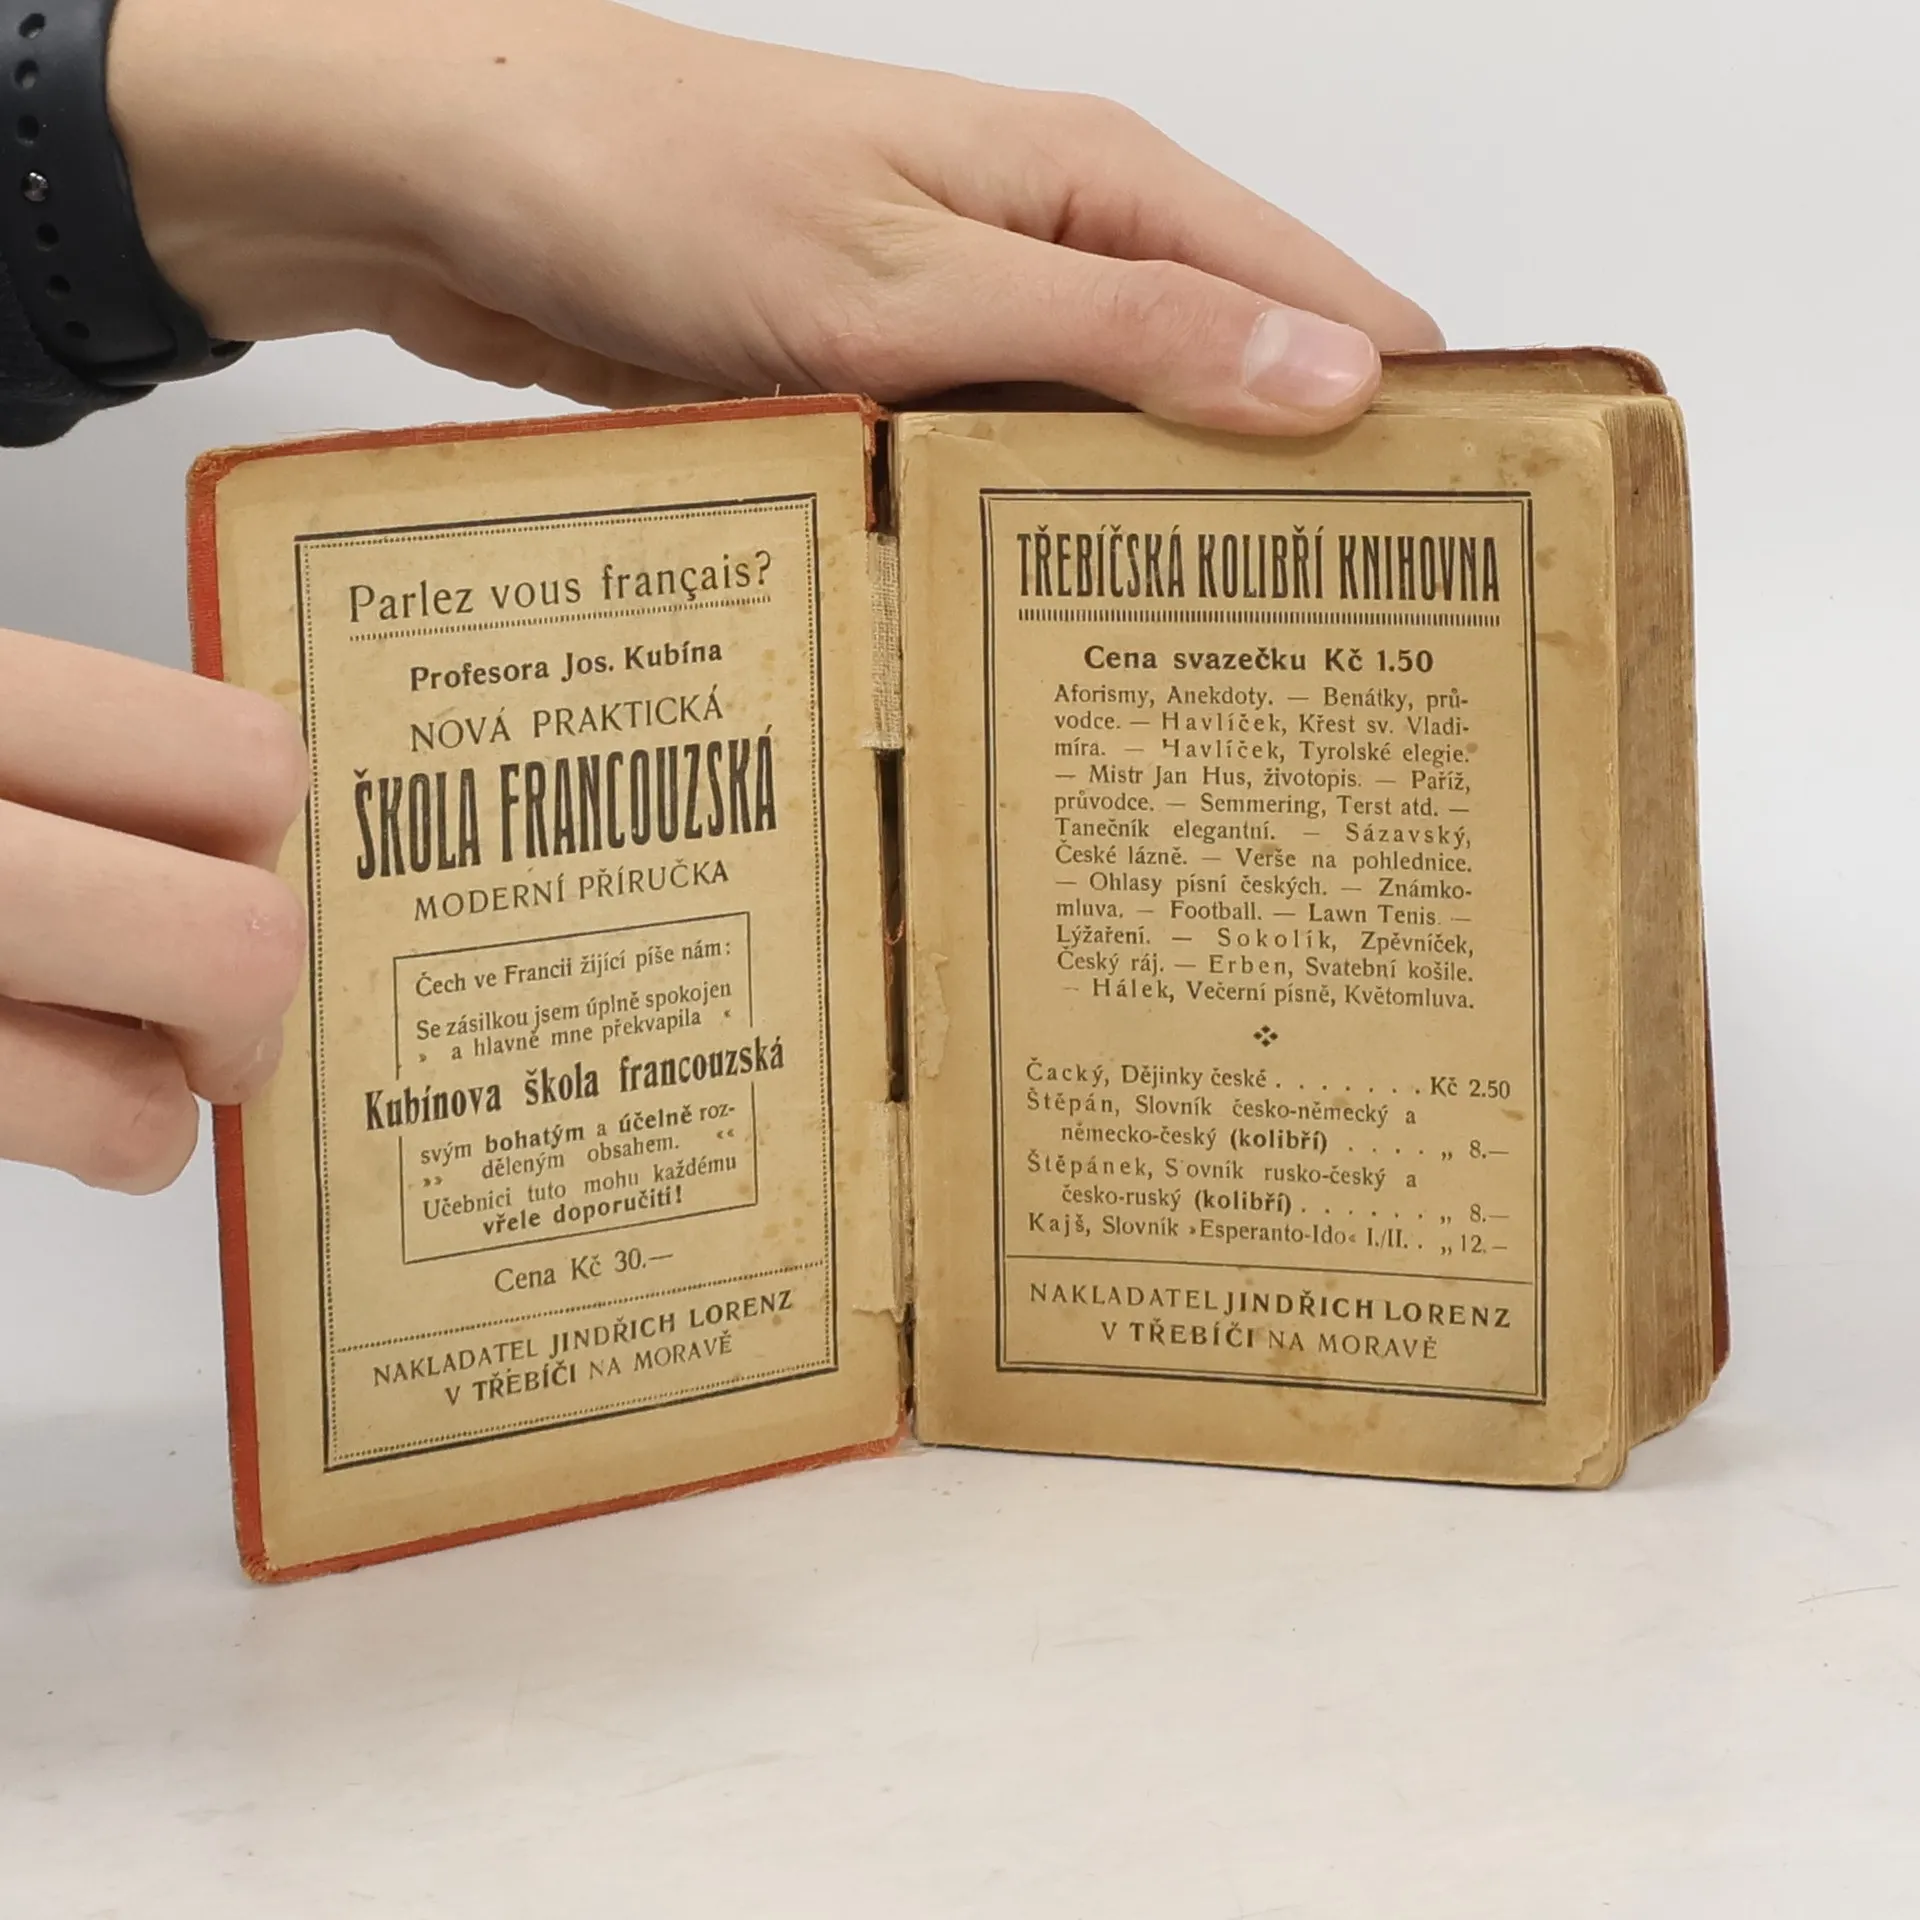 Parlez vous français?
Profesora Jos. Kubína
NOVÁ PRAKTICKÁ
ŠKOLA FRANCOUZSKÁ
MODERNÍ PŘÍRUČKA
Čech ve Francii žijící píše nám:
Se zásilkou jsem úplně spokojen
» a hlavně mne překvapila «
Kubínova škola francouzská
svým bohatým a účelně roz-
»» děleným obsahem. ««
Učebnici tuto mohu každému
vřele doporučiti!
Cena Kč 30.—
NAKLADATEL JINDŘICH LORENZ
V TŘEBÍČI NA MORAVĚ
TŘEBÍČSKÁ KOLIBŘÍ KNIHOVNA
Cena svazečku Kč 1.50
Aforismy, Anekdoty. — Benátky, prů-
vodce. — Havlíček, Křest sv. Vladi-
míra. — Havlíček, Tyrolské elegie.
— Mistr Jan Hus, životopis. — Paříž,
průvodce. — Semmering, Terst atd. —
Tanečník elegantní. — Sázavský,
České lázně. — Verše na pohlednice.
— Ohlasy písní českých. — Známko-
mluva. — Football. — Lawn Tenis. —
Lýžaření. — Sokolík, Zpěvníček,
Český ráj. — Erben, Svatební košile.
— Hálek, Večerní písně, Květomluva.
Čacký, Dějinky české . . . . . . . . Kč 2.50
Štěpán, Slovník česko-německý a
německo-český (kolibří) . . . . „ 8.—
Štěpánek, Slovník rusko-český a
česko-ruský (kolibří) . . . . . . „ 8.—
Kajš, Slovník »Esperanto-Ido« I./II. . „ 12.—
NAKLADATEL JINDŘICH LORENZ
V TŘEBÍČI NA MORAVĚ